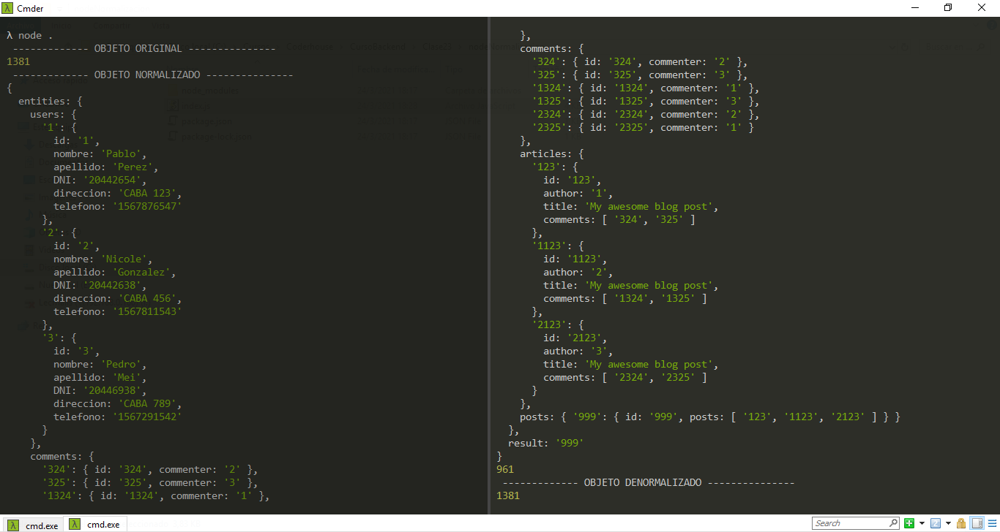 Cmder
λ node .
------------- OBJETO ORIGINAL ---------------
1381
------------- OBJETO NORMALIZADO ---------------
{
entities: {
users: {
'1': {
id: '1',
nombre: 'Pablo',
apellido: 'Perez',
DNI: '20442654',
direccion: 'CABA 123',
telefono: '1567876547'
},
'2': {
id: '2',
nombre: 'Nicole',
apellido: 'Gonzalez',
DNI: '20442638',
direccion: 'CABA 456',
telefono: '1567811543'
},
'3': {
id: '3',
nombre: 'Pedro',
apellido: 'Mei',
DNI: '20446938',
direccion: 'CABA 789',
telefono: '1567291542'
}
},
comments: {
'324': { id: '324', commenter: '2' },
'325': { id: '325', commenter: '3' },
'1324': { id: '1324', commenter: '1' },
},
comments: {
'324': { id: '324', commenter: '2' },
'325': { id: '325', commenter: '3' },
'1324': { id: '1324', commenter: '1' },
'1325': { id: '1325', commenter: '3' },
'2324': { id: '2324', commenter: '2' },
'2325': { id: '2325', commenter: '1' }
},
articles: {
'123': {
id: '123',
author: '1',
title: 'My awesome blog post',
comments: [ '324', '325' ]
},
'1123': {
id: '1123',
author: '2',
title: 'My awesome blog post',
comments: [ '1324', '1325' ]
},
'2123': {
id: '2123',
author: '3',
title: 'My awesome blog post',
comments: [ '2324', '2325' ]
}
},
posts: { '999': { id: '999', posts: [ '123', '1123', '2123' ] } }
},
result: '999'
}
961
------------- OBJETO DENORMALIZADO ---------------
1381
cmd.exe
cmd.exe
Search